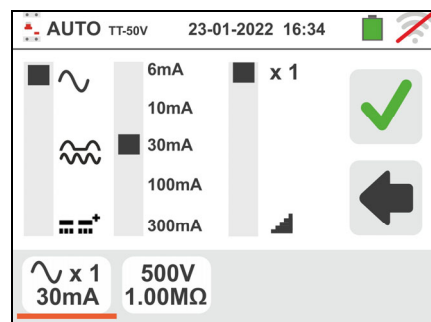 AUTO TT-50V 23-01-2022 16:34
6mA x 1
10mA
30mA
100mA
300mA
x 1 500V
30mA 1.00MΩ